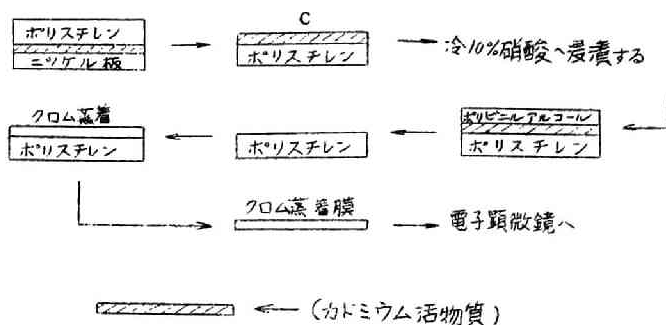 ポリスチレン
ニッケル板
C
ポリスチレン
冷10%硝酸へ浸漬する
ポリビニルアルコール
ポリスチレン
ポリスチレン
クロム蒸着
ポリスチレン
クロム蒸着膜
電子顕微鏡へ
(カドミウム活物質)